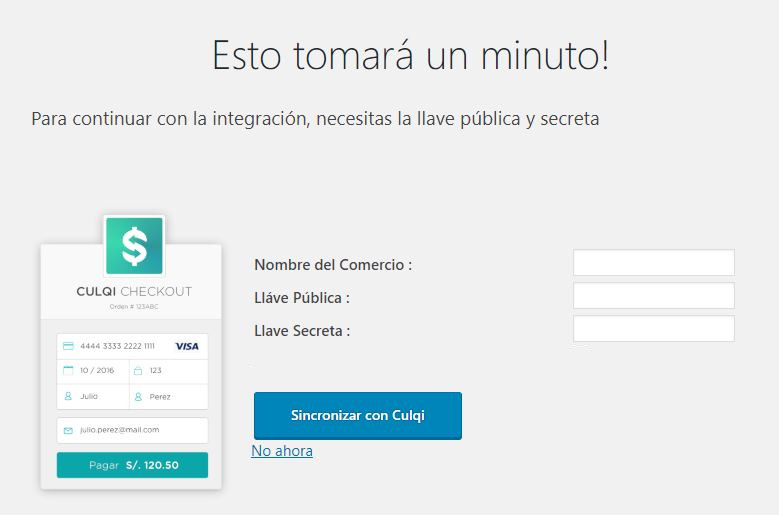 Esto tomará un minuto!
Para continuar con la integración, necesitas la llave pública y secreta
$
CULQI CHECKOUT
Orden # 123ABC
4444 3333 2222 1111 VISA
10 / 2016 123
Julio Perez
julio.perez@mail.com
Pagar S/. 120.50
Nombre del Comercio :
Lláve Pública :
Llave Secreta :
Sincronizar con Culqi
No ahora